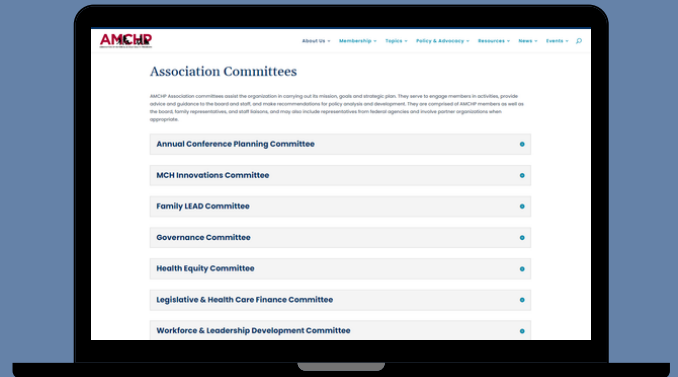 AMCHP
About Us Membership Topics Policy & Advocacy Resources News Events
Association Committees
AMCHP Association committees assist the organization in carrying out its mission, goals and strategic plan. They serve to engage members in activities, provide
advice and guidance to the board and staff, and make recommendations for policy analysis and development. They are comprised of AMCHP members as well as
the board, family representatives, and staff liaisons, and may also include representatives from federal agencies and involve partner organizations when
appropriate.
Annual Conference Planning Committee
MCH Innovations Committee
Family LEAD Committee
Governance Committee
Health Equity Committee
Legislative & Health Care Finance Committee
Workforce & Leadership Development Committee